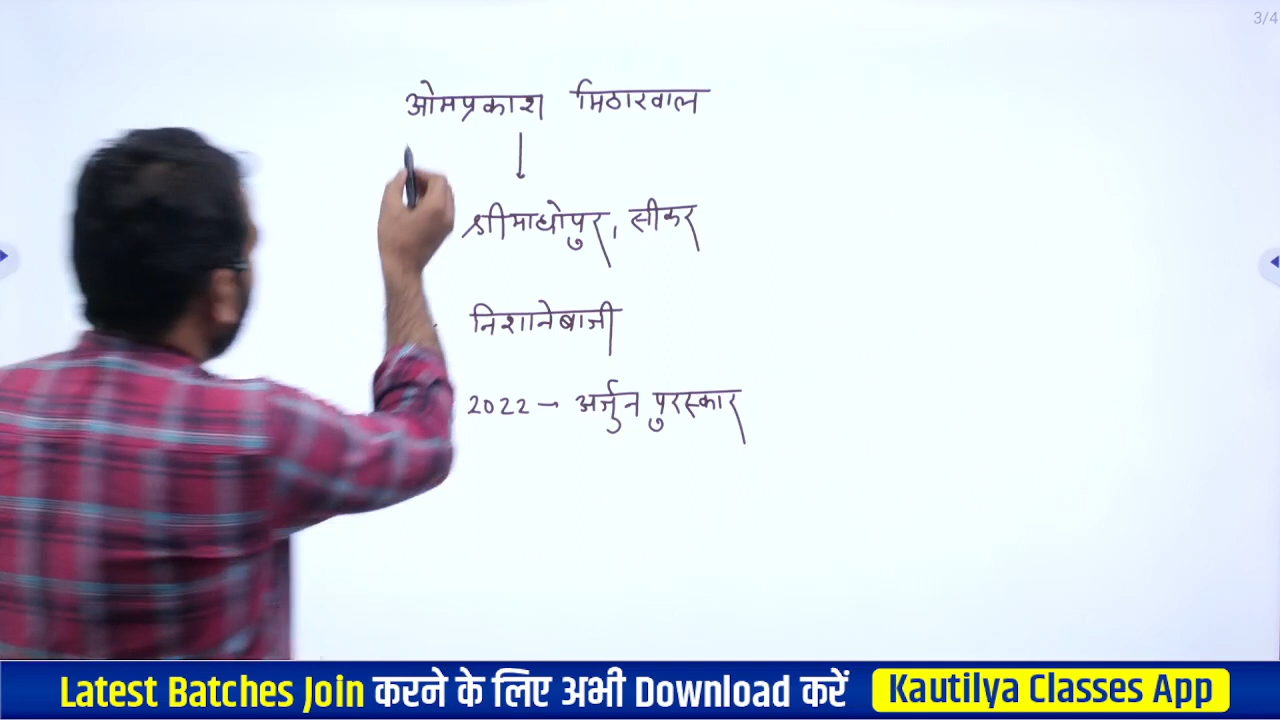 3/4
ओमप्रकाश मिठारवाल
श्रीमाधोपुर, सीकर
निशानेबाजी
2022 → अर्जुन पुरस्कार
Latest Batches Join करने के लिए अभी Download करें Kautilya Classes App